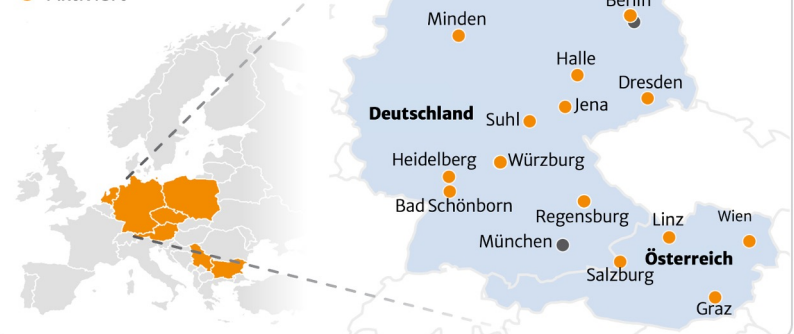 Berlin
Minden
Halle
Dresden
Deutschland
Jena
Suhl
Heidelberg
Würzburg
Bad Schönborn
Regensburg
Linz
Wien
München
Österreich
Salzburg
Graz